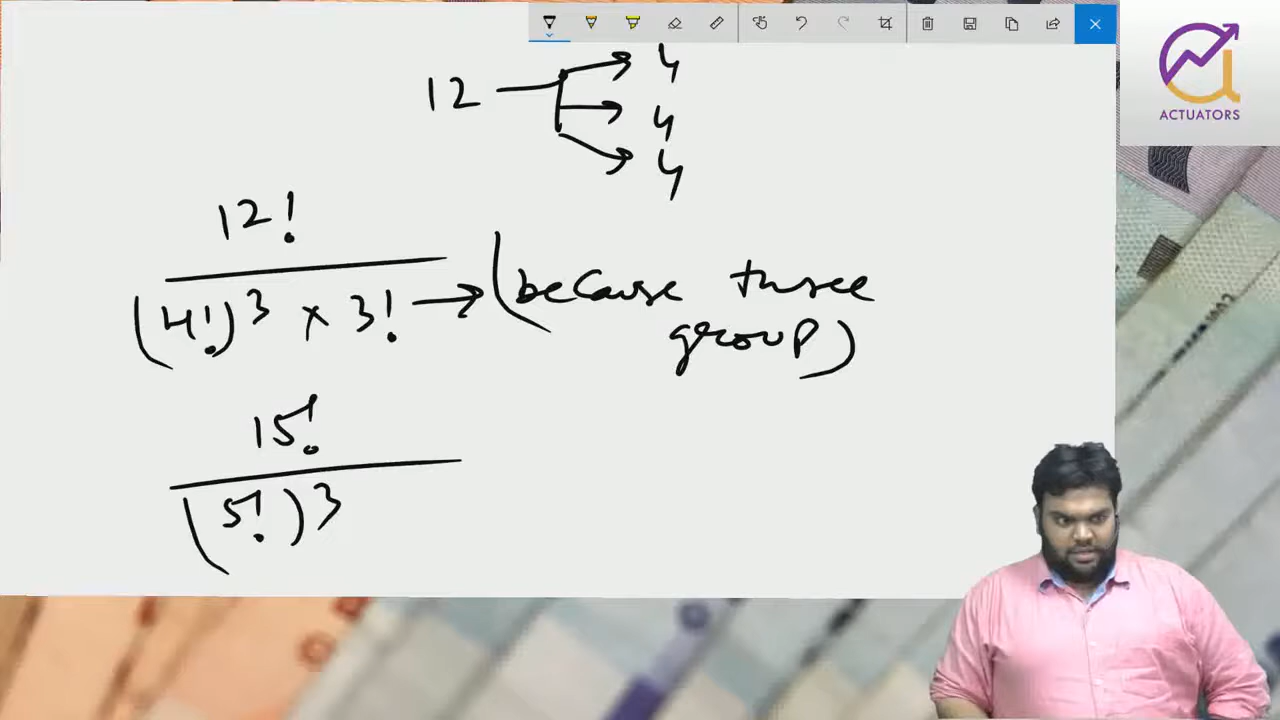 12 → 4
4
4
12!
(4!)³ × 3! → (because three
group)
15!
(5!)³
ACTUATORS